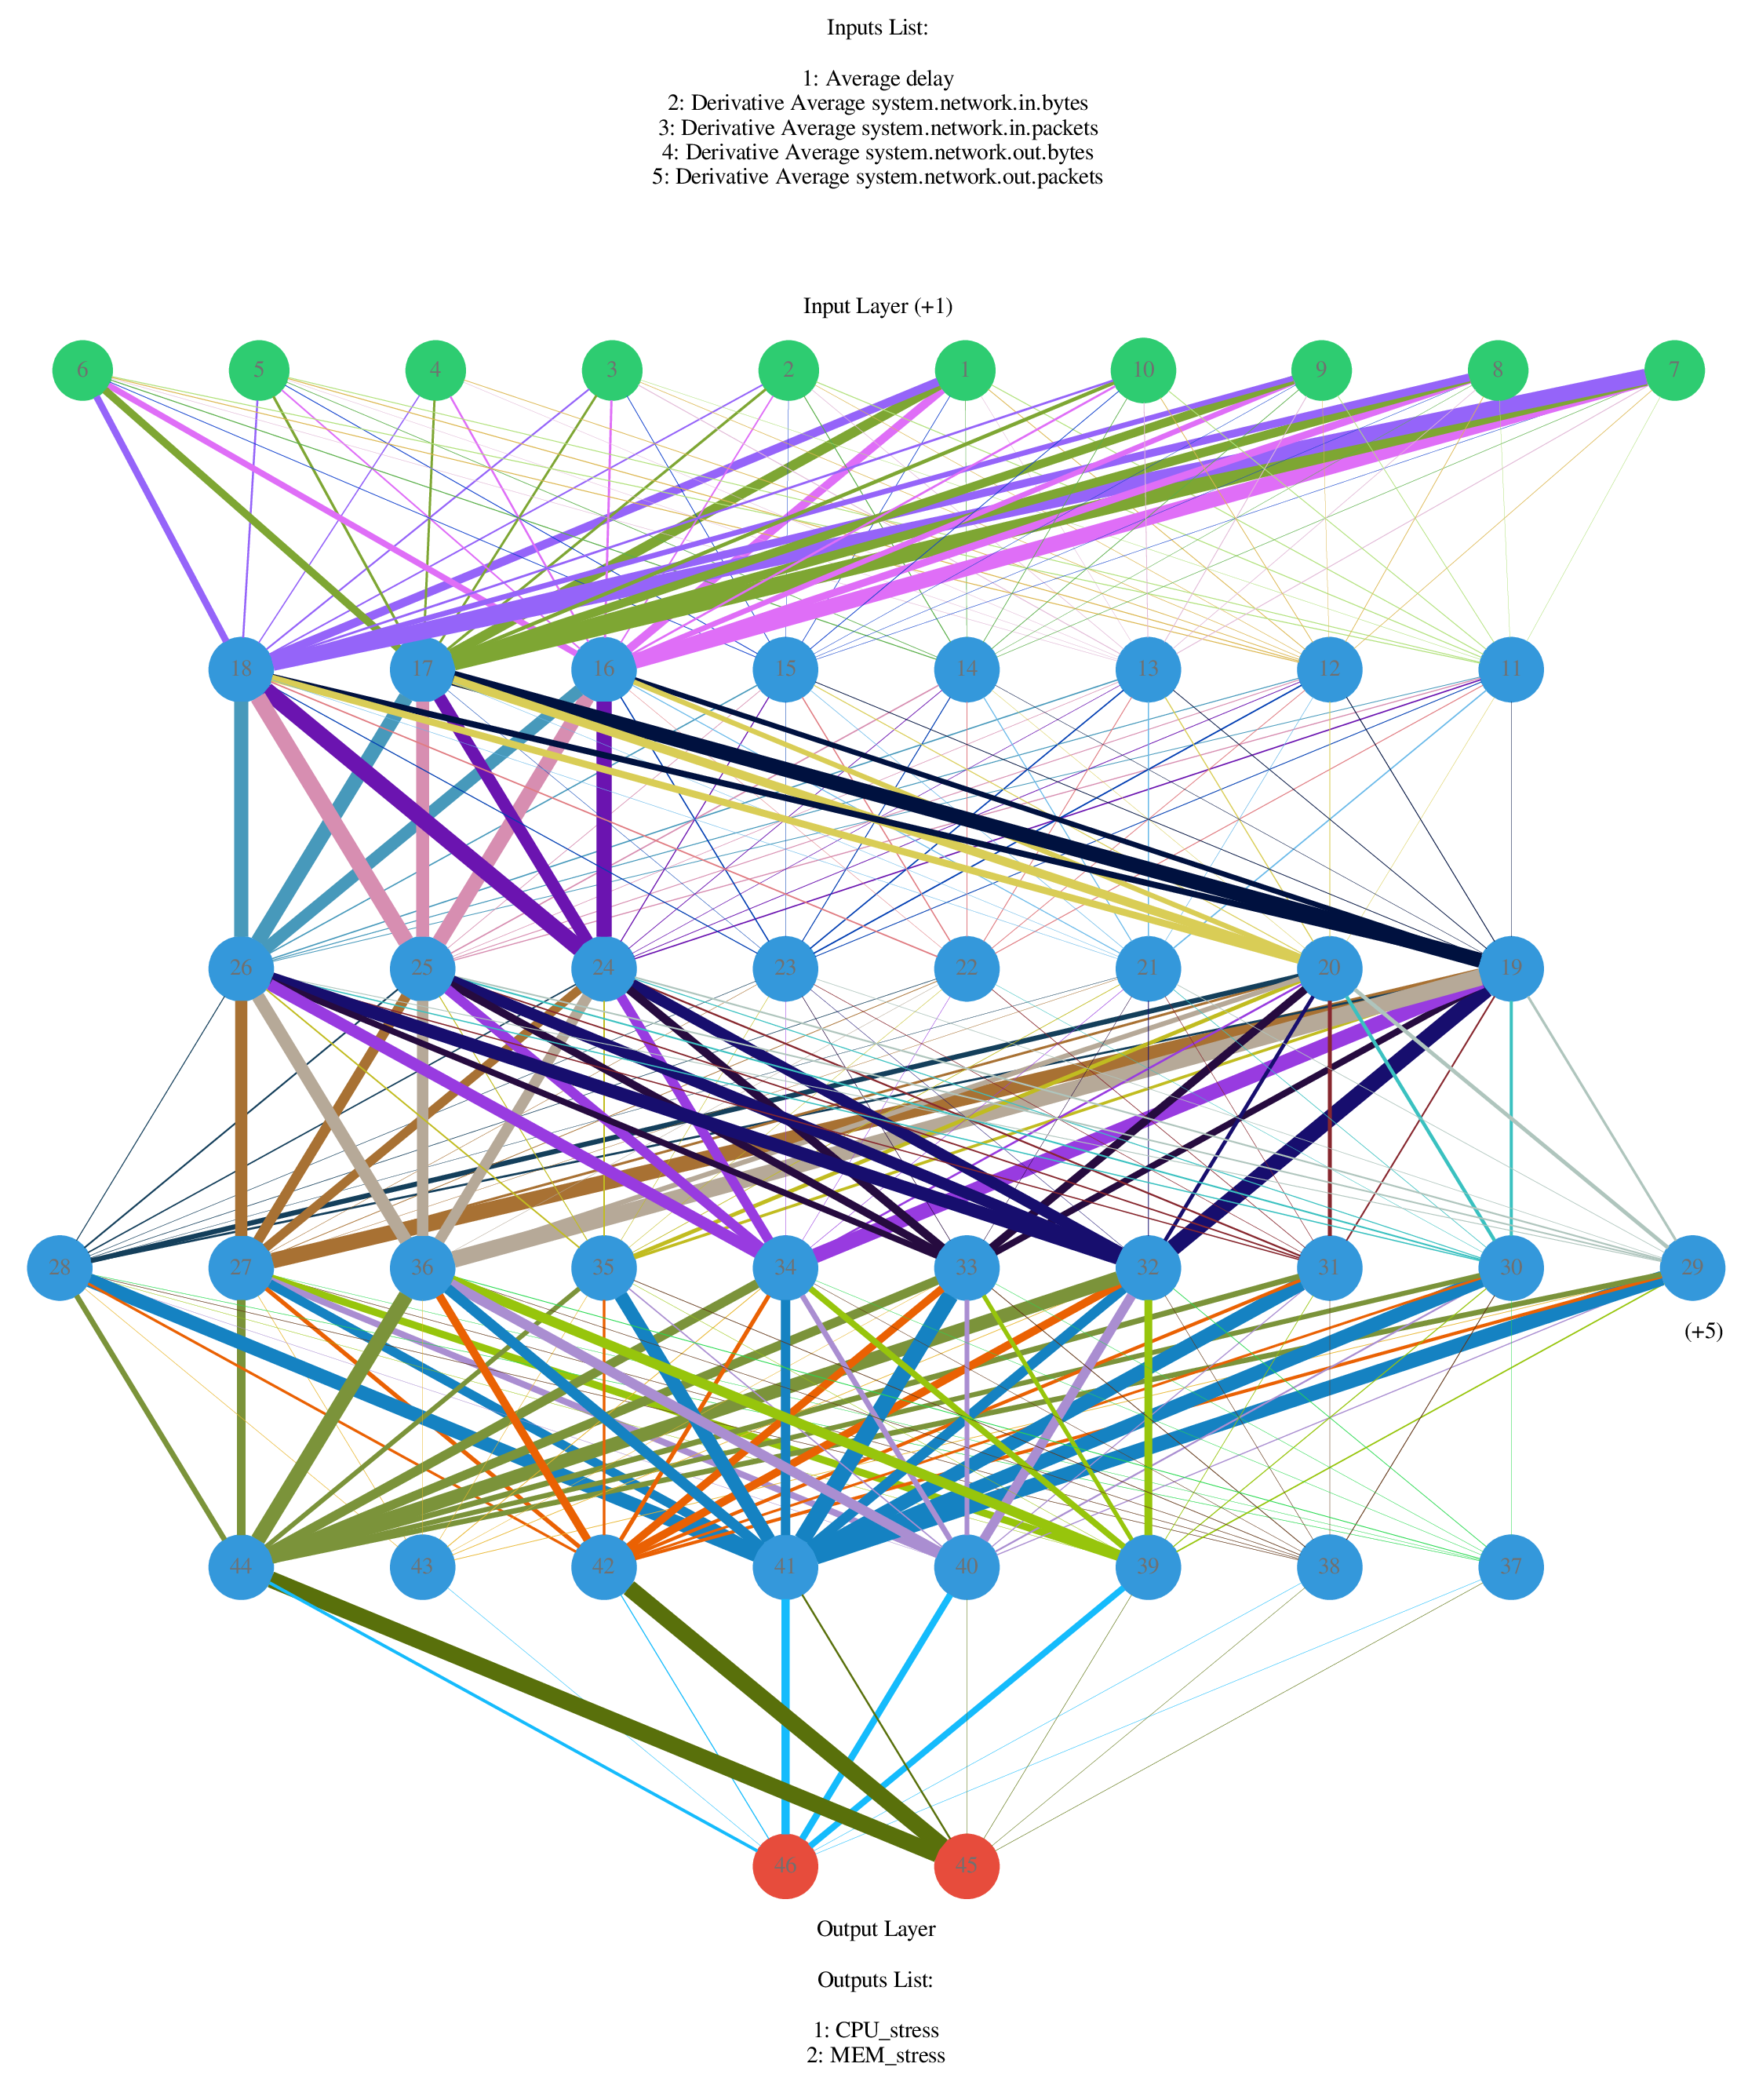 Inputs List:
1: Average delay
2: Derivative Average system.network.in.bytes
3: Derivative Average system.network.in.packets
4: Derivative Average system.network.out.bytes
5: Derivative Average system.network.out.packets
Input Layer (+1)
6 5 4 3 2 1 10 9 8 7
18 17 16 15 14 13 12 11
26 25 24 23 22 21 20 19
28 27 36 35 34 33 32 31 30 29
(+5)
44 43 42 41 40 39 38 37
46 45
Output Layer
Outputs List:
1: CPU_stress
2: MEM_stress